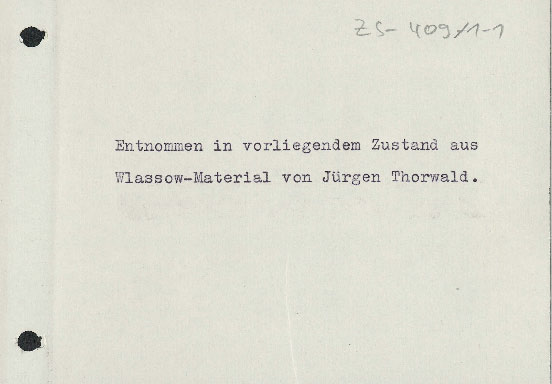 ZS-409/1-1
Entnommen in vorliegendem Zustand aus
Wlassow-Material von Jürgen Thorwald.